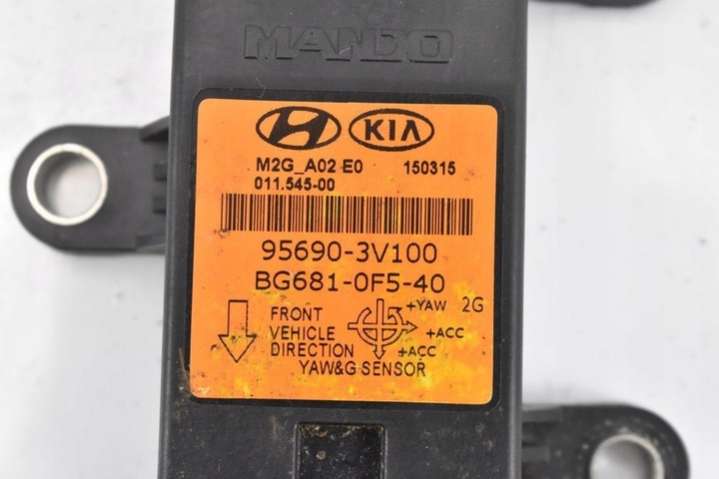 MANDO
KIA
M2G_A02 E0 150315
011.545-00
95690-3V100
BG681-0F5-40
FRONT +YAW 2G
VEHICLE +ACC
DIRECTION +ACC
YAW&G SENSOR